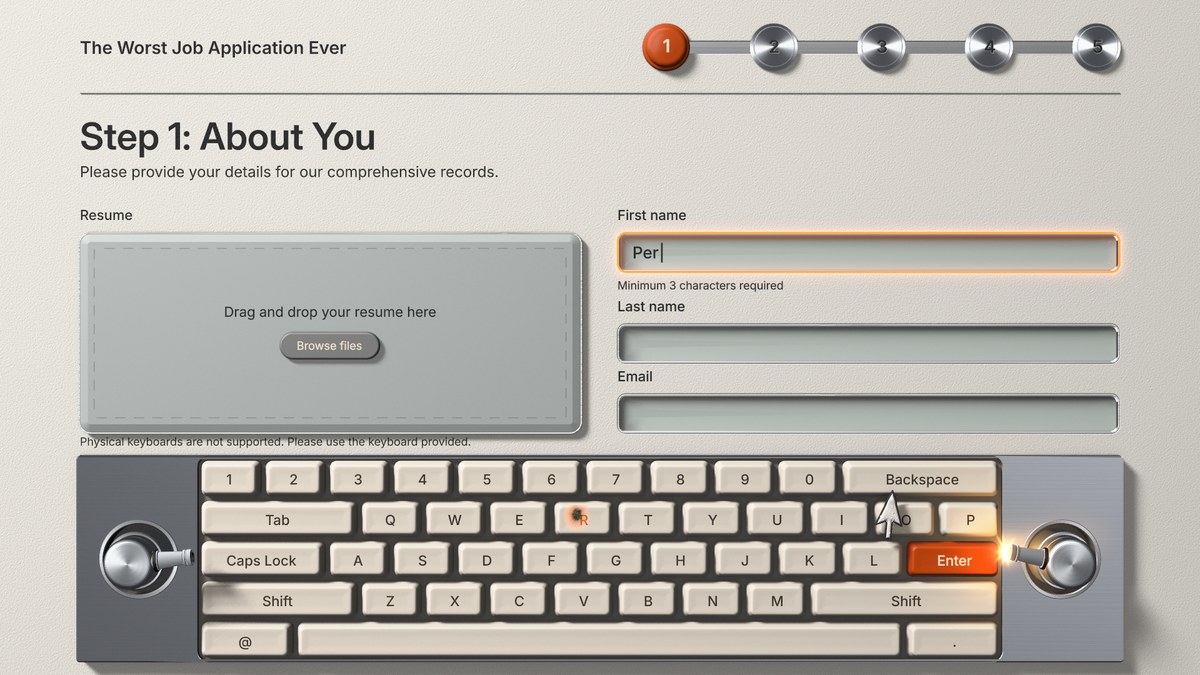 The Worst Job Application Ever
1 2 3 4 5
Step 1: About You
Please provide your details for our comprehensive records.
Resume
Drag and drop your resume here
Browse files
First name
Per
Minimum 3 characters required
Last name
Email
Physical keyboards are not supported. Please use the keyboard provided.
1 2 3 4 5 6 7 8 9 0 Backspace
Tab Q W E R T Y U I O P
Caps Lock A S D F G H J K L Enter
Shift Z X C V B N M Shift
@ .